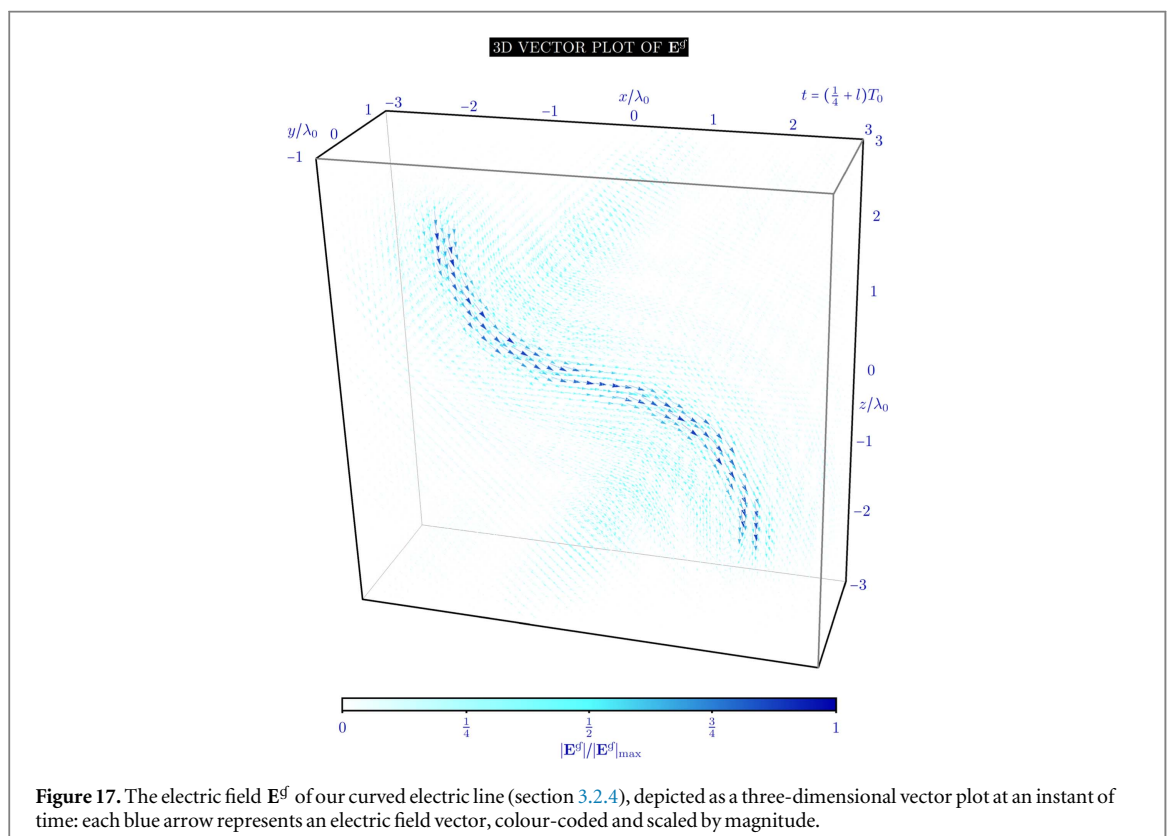 3D VECTOR PLOT OF E^ɠ
x/λ₀
t = (1/4 + l)T₀
y/λ₀
1
0
−1
−3
−2
−1
0
1
2
3
3
2
1
0
z/λ₀
−1
−2
−3
0
1/4
1/2
3/4
1
|E^ɠ|/|E^ɠ|max
Figure 17. The electric field E^ɠ of our curved electric line (section 3.2.4), depicted as a three-dimensional vector plot at an instant of
time: each blue arrow represents an electric field vector, colour-coded and scaled by magnitude.